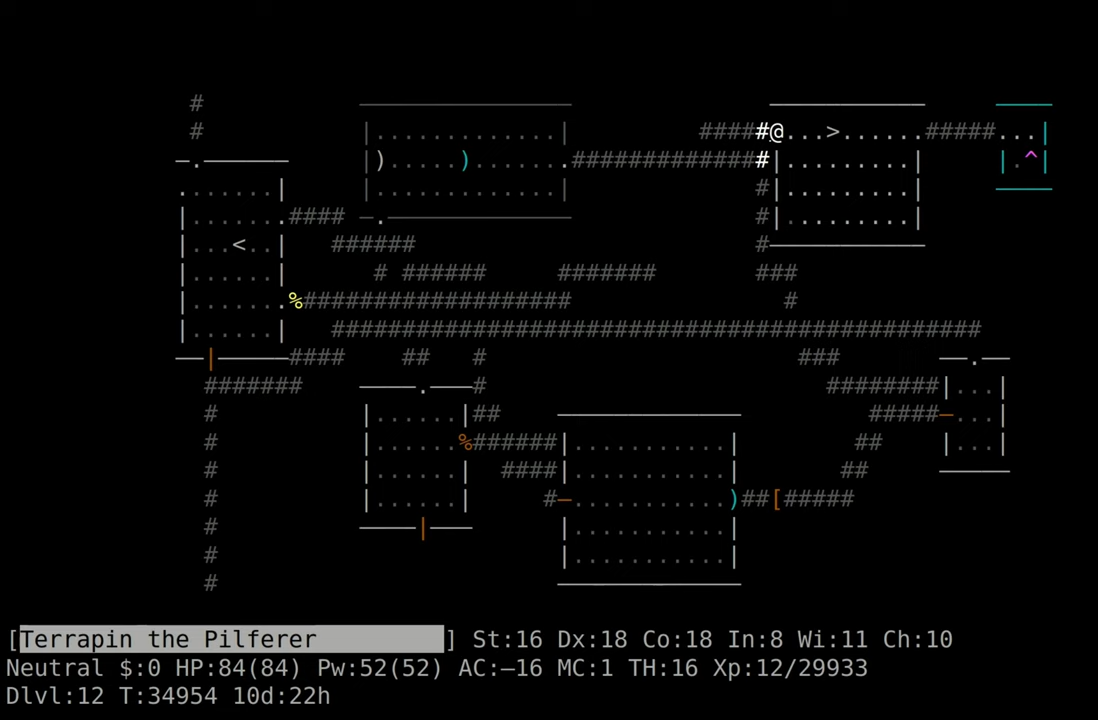 [Terrapin the Pilferer] St:16 Dx:18 Co:18 In:8 Wi:11 Ch:10
Neutral $:0 HP:84(84) Pw:52(52) AC:-16 MC:1 TH:16 Xp:12/29933
Dlvl:12 T:34954 10d:22h